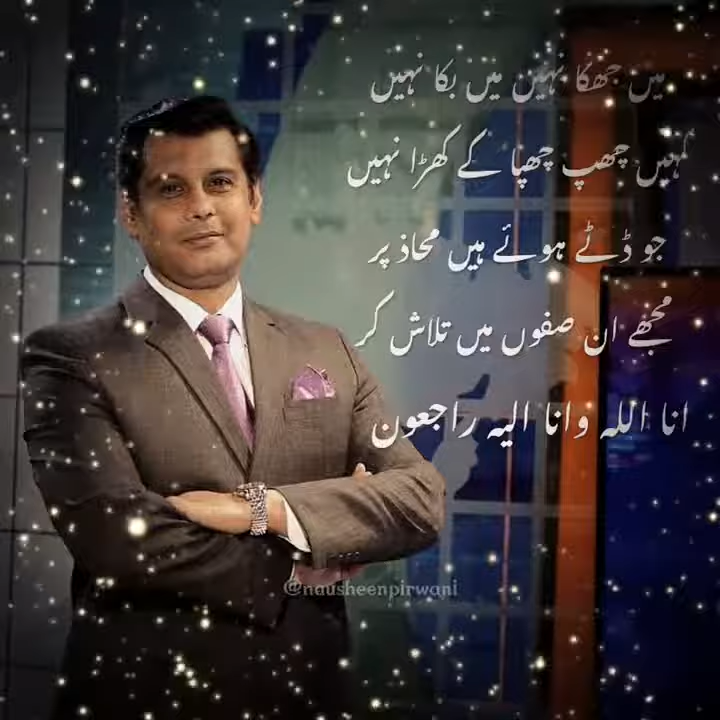 میں جھکا نہیں میں بکا نہیں
کہیں چھپ چھپا کے کھڑا نہیں
جو ڈٹے ہوئے ہیں محاذ پر
مجھے ان صفوں میں تلاش کر
انا اللہ وانا الیہ راجعون
@nausheenpirwani